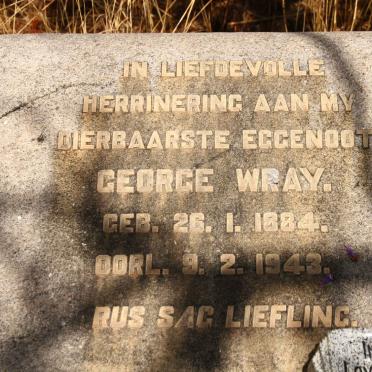 IN LIEFDEVOLLE
HERRINERING AAN MY
DIERBAARSTE EGGENOOT
GEORGE WRAY.
GEB. 26. 1. 1884.
OORL. 9. 2. 1943.
RUS SAG LIEFLING.